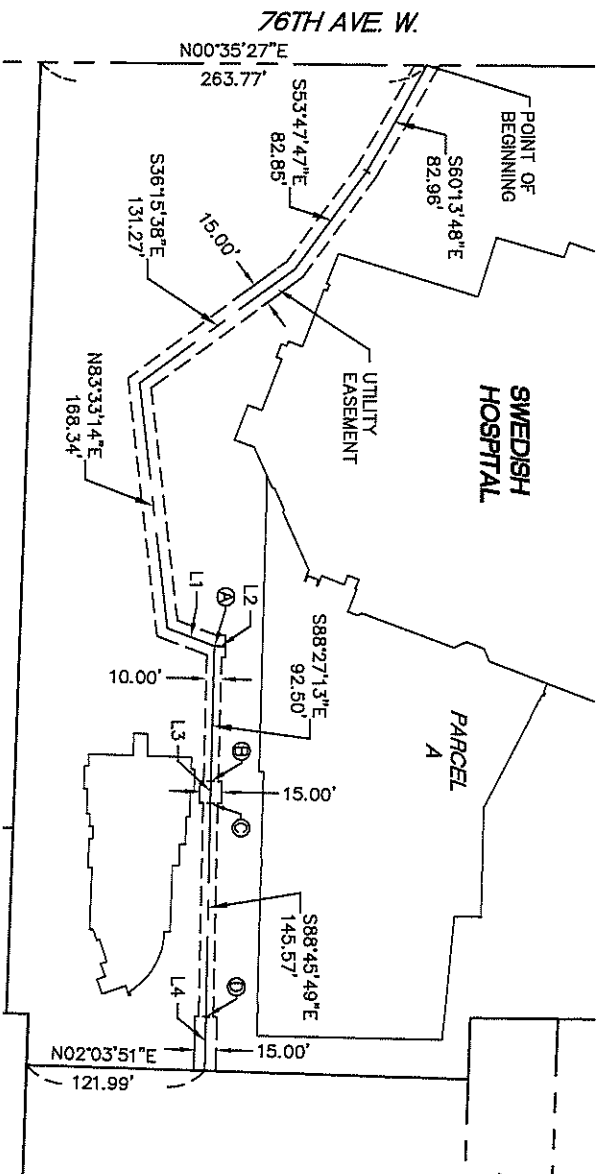 76TH AVE. W.
N00°35'27"E
263.77'
POINT OF
BEGINNING
S60°13'48"E
82.96'
S53°47'47"E
82.85'
S36°15'38"E
131.27'
15.00'
UTILITY
EASEMENT
SWEDISH
HOSPITAL
N83°33'14"E
168.34'
L1
A
L2
10.00'
S88°27'13"E
92.50'
PARCEL
A
L3
B
15.00'
C
S88°45'49"E
145.57'
D
L4
N02°03'51"E
121.99'
15.00'